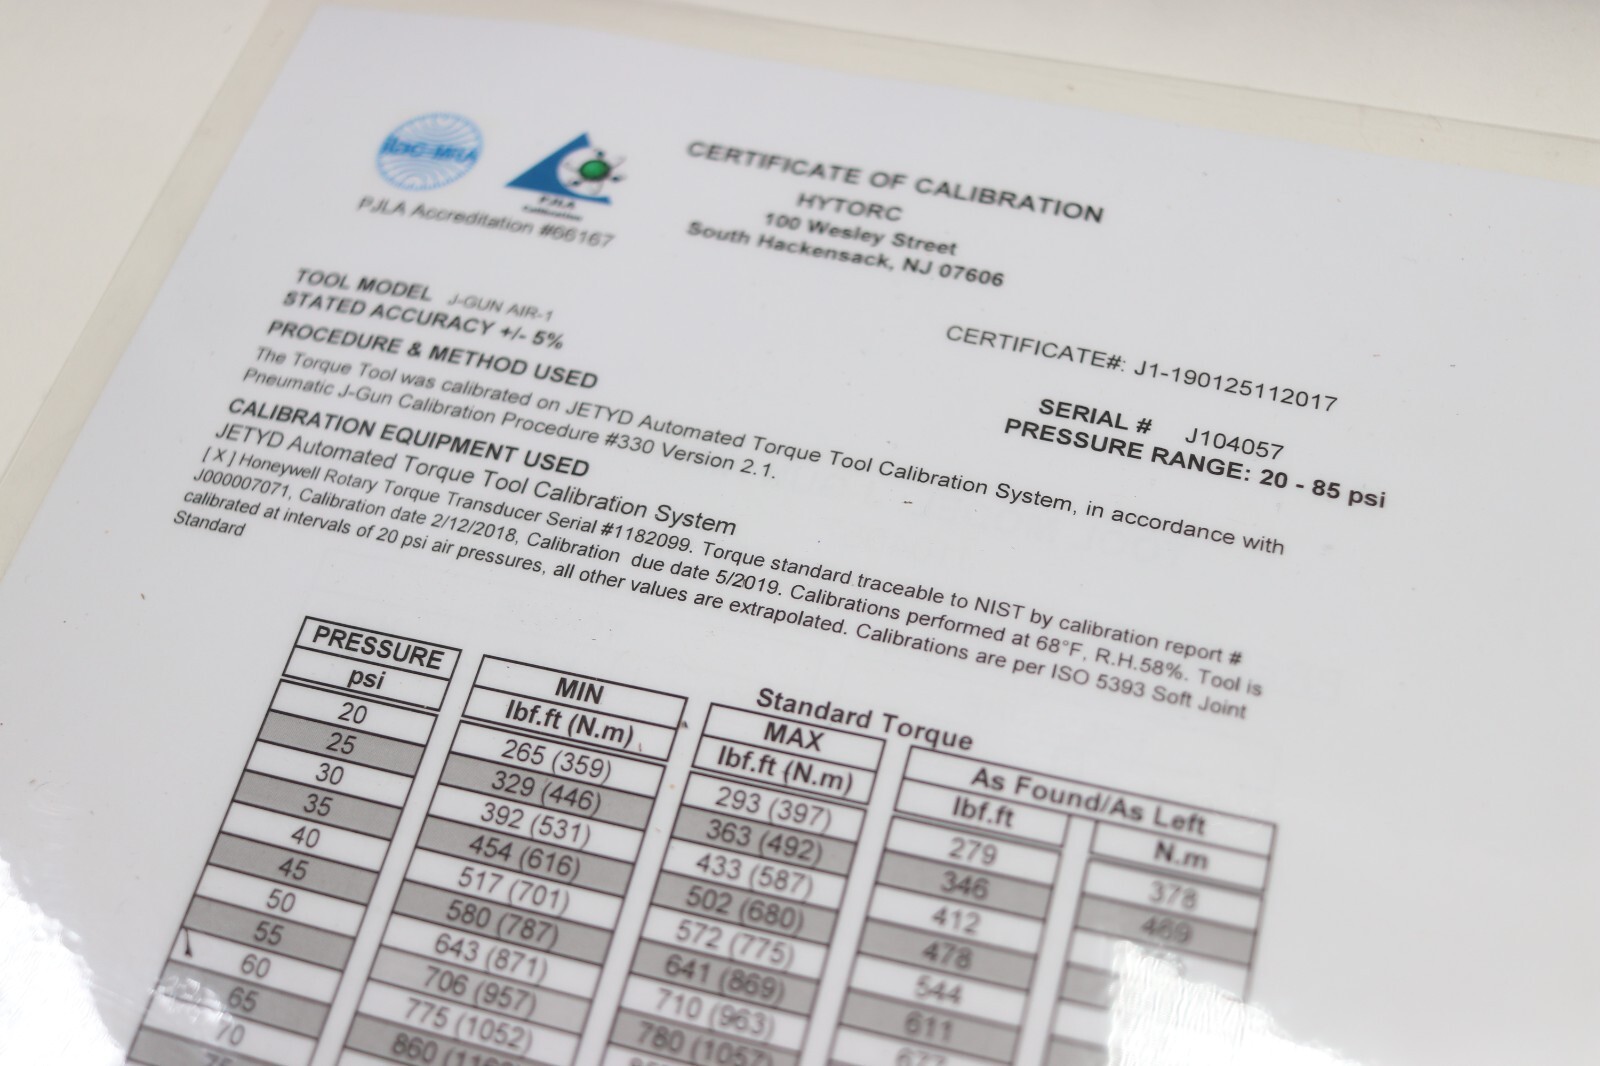 ilac-MRA
PJLA
Calibration
PJLA Accreditation #66167
CERTIFICATE OF CALIBRATION
HYTORC
100 Wesley Street
South Hackensack, NJ 07606
TOOL MODEL J-GUN AIR-1
STATED ACCURACY +/- 5%
CERTIFICATE#: J1-190125112017
SERIAL # J104057
PRESSURE RANGE: 20 - 85 psi
PROCEDURE & METHOD USED
The Torque Tool was calibrated on JETYD Automated Torque Tool Calibration System, in accordance with
Pneumatic J-Gun Calibration Procedure #330 Version 2.1.
CALIBRATION EQUIPMENT USED
JETYD Automated Torque Tool Calibration System
[ X ] Honeywell Rotary Torque Transducer Serial #1182099. Torque standard traceable to NIST by calibration report #
J000007071, Calibration date 2/12/2018, Calibration due date 5/2019. Calibrations performed at 68°F, R.H.58%. Tool is
calibrated at intervals of 20 psi air pressures, all other values are extrapolated. Calibrations are per ISO 5393 Soft Joint
Standard
Standard Torque
PRESSURE MIN MAX As Found/As Left
psi lbf.ft (N.m) lbf.ft (N.m) lbf.ft N.m
20 265 (359) 293 (397) 279 378
25 329 (446) 363 (492) 346 469
30 392 (531) 433 (587) 412
35 454 (616) 502 (680) 478
40 517 (701) 572 (775) 544
45 580 (787) 641 (869) 611
50 643 (871) 710 (963) 677
55 706 (957) 780 (1057)
60 775 (1052)
65 860
70
75